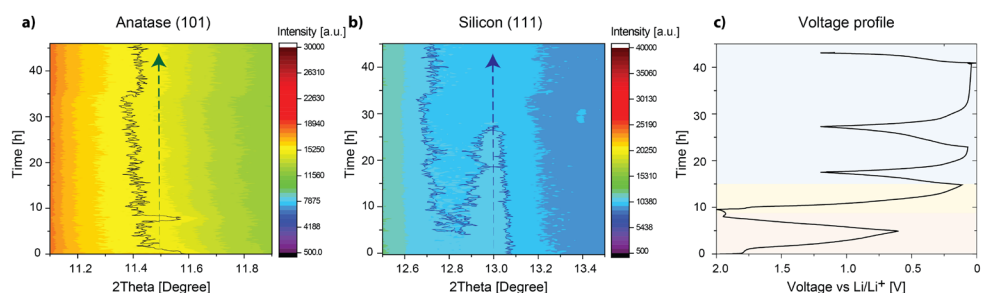 a) Anatase (101)
Intensity [a.u.]
30000
26310
22630
18940
15250
11560
7875
4188
500.0
Time [h]
40
30
20
10
0
11.2 11.4 11.6 11.8
2Theta [Degree]
b) Silicon (111)
Intensity [a.u.]
40000
35060
30130
25190
20250
15310
10380
5438
500
Time [h]
40
30
20
10
0
12.6 12.8 13.0 13.2 13.4
2Theta [Degree]
c) Voltage profile
Time [h]
40
30
20
10
0
2.0 1.5 1.0 0.5 0
Voltage vs Li/Li⁺ [V]